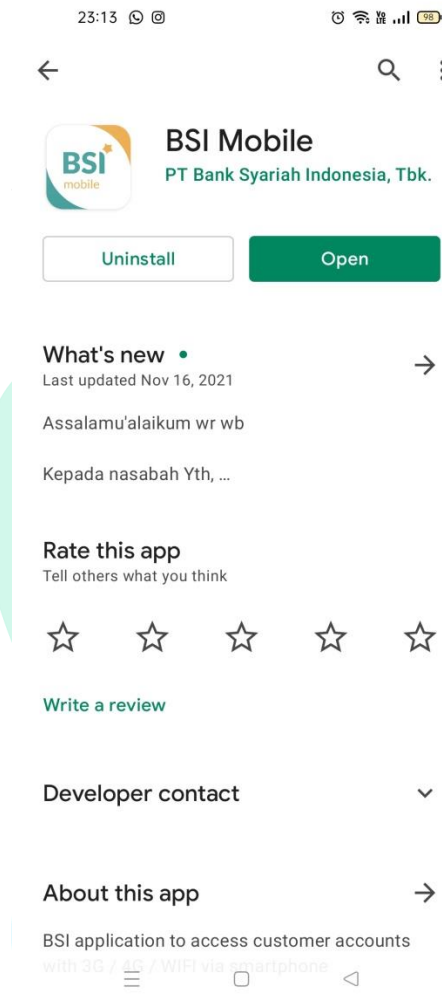 23:13
Vo LTE
98
BSI Mobile
BSI
mobile
PT Bank Syariah Indonesia, Tbk.
Uninstall
Open
What's new •
Last updated Nov 16, 2021
Assalamu'alaikum wr wb
Kepada nasabah Yth, ...
Rate this app
Tell others what you think
Write a review
Developer contact
About this app
BSI application to access customer accounts
with 3G / 4G / WIFI via smartphone